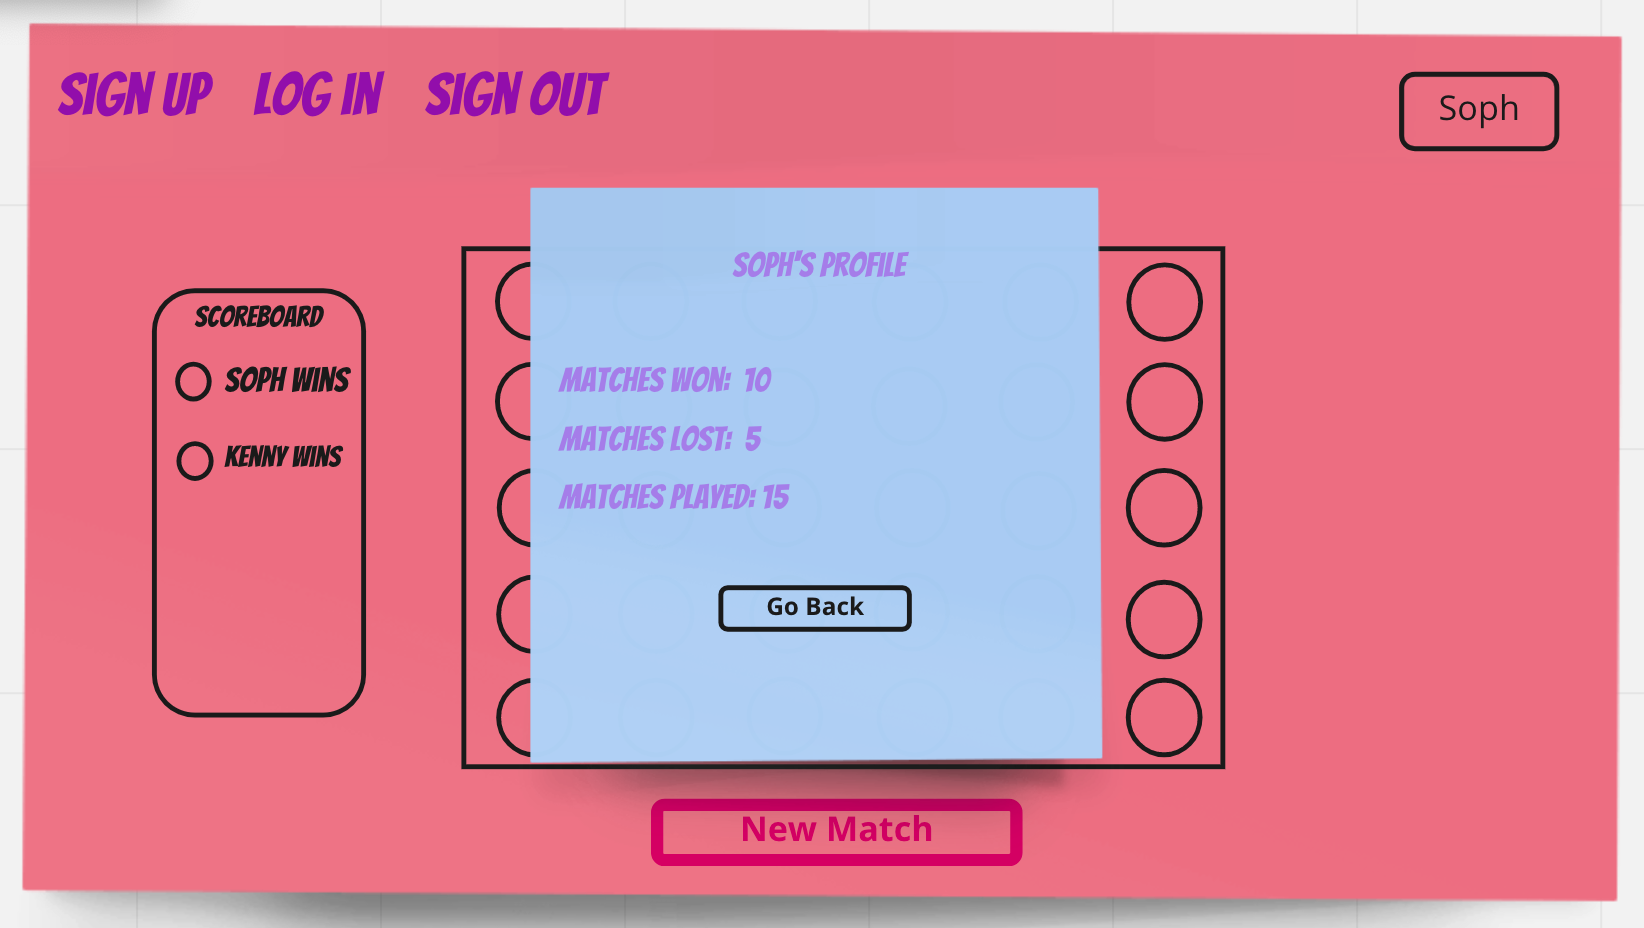 SIGN UP LOG IN SIGN OUT
Soph
SOPH'S PROFILE
SCOREBOARD
SOPH WINS
KENNY WINS
MATCHES WON: 10
MATCHES LOST: 5
MATCHES PLAYED: 15
Go Back
New Match